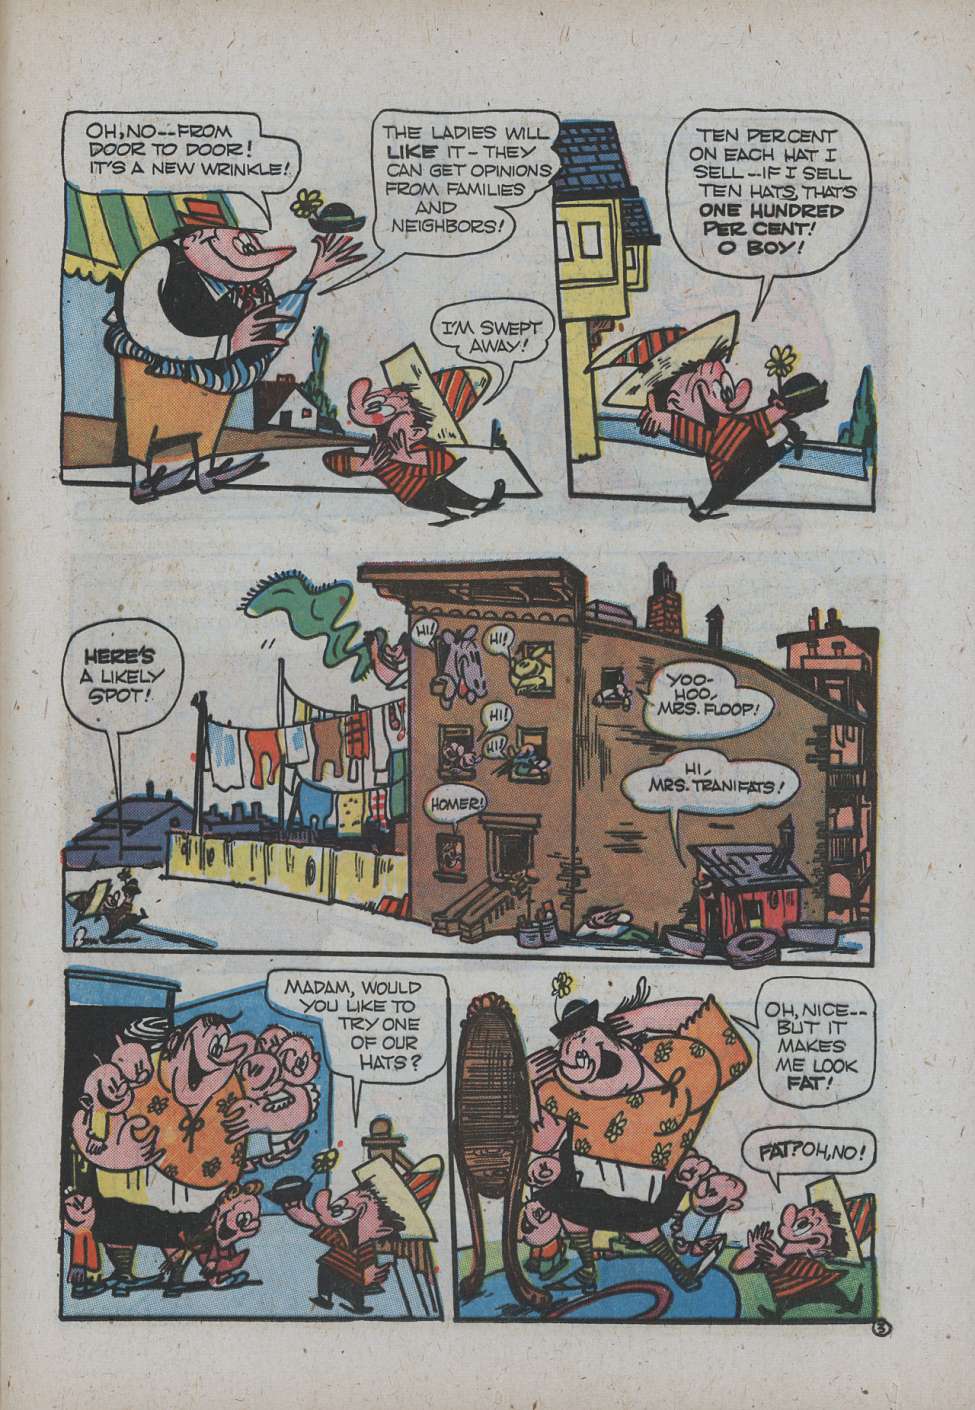 OH, NO--FROM
DOOR TO DOOR!
IT'S A NEW WRINKLE!
THE LADIES WILL
LIKE IT - THEY
CAN GET OPINIONS
FROM FAMILIES
AND
NEIGHBORS!
I'M SWEPT
AWAY!
TEN PER CENT
ON EACH HAT I
SELL -- IF I SELL
TEN HATS, THAT'S
ONE HUNDRED
PER CENT!
O BOY!
HERE'S
A LIKELY
SPOT!
HI!
HI!
HI!
HI!
HOMER!
YOO-
HOO,
MRS. FLOOP!
HI,
MRS. TRANIFATS!
MADAM, WOULD
YOU LIKE TO
TRY ONE
OF OUR
HATS?
OH, NICE--
BUT IT
MAKES
ME LOOK
FAT!
FAT? OH, NO!
3